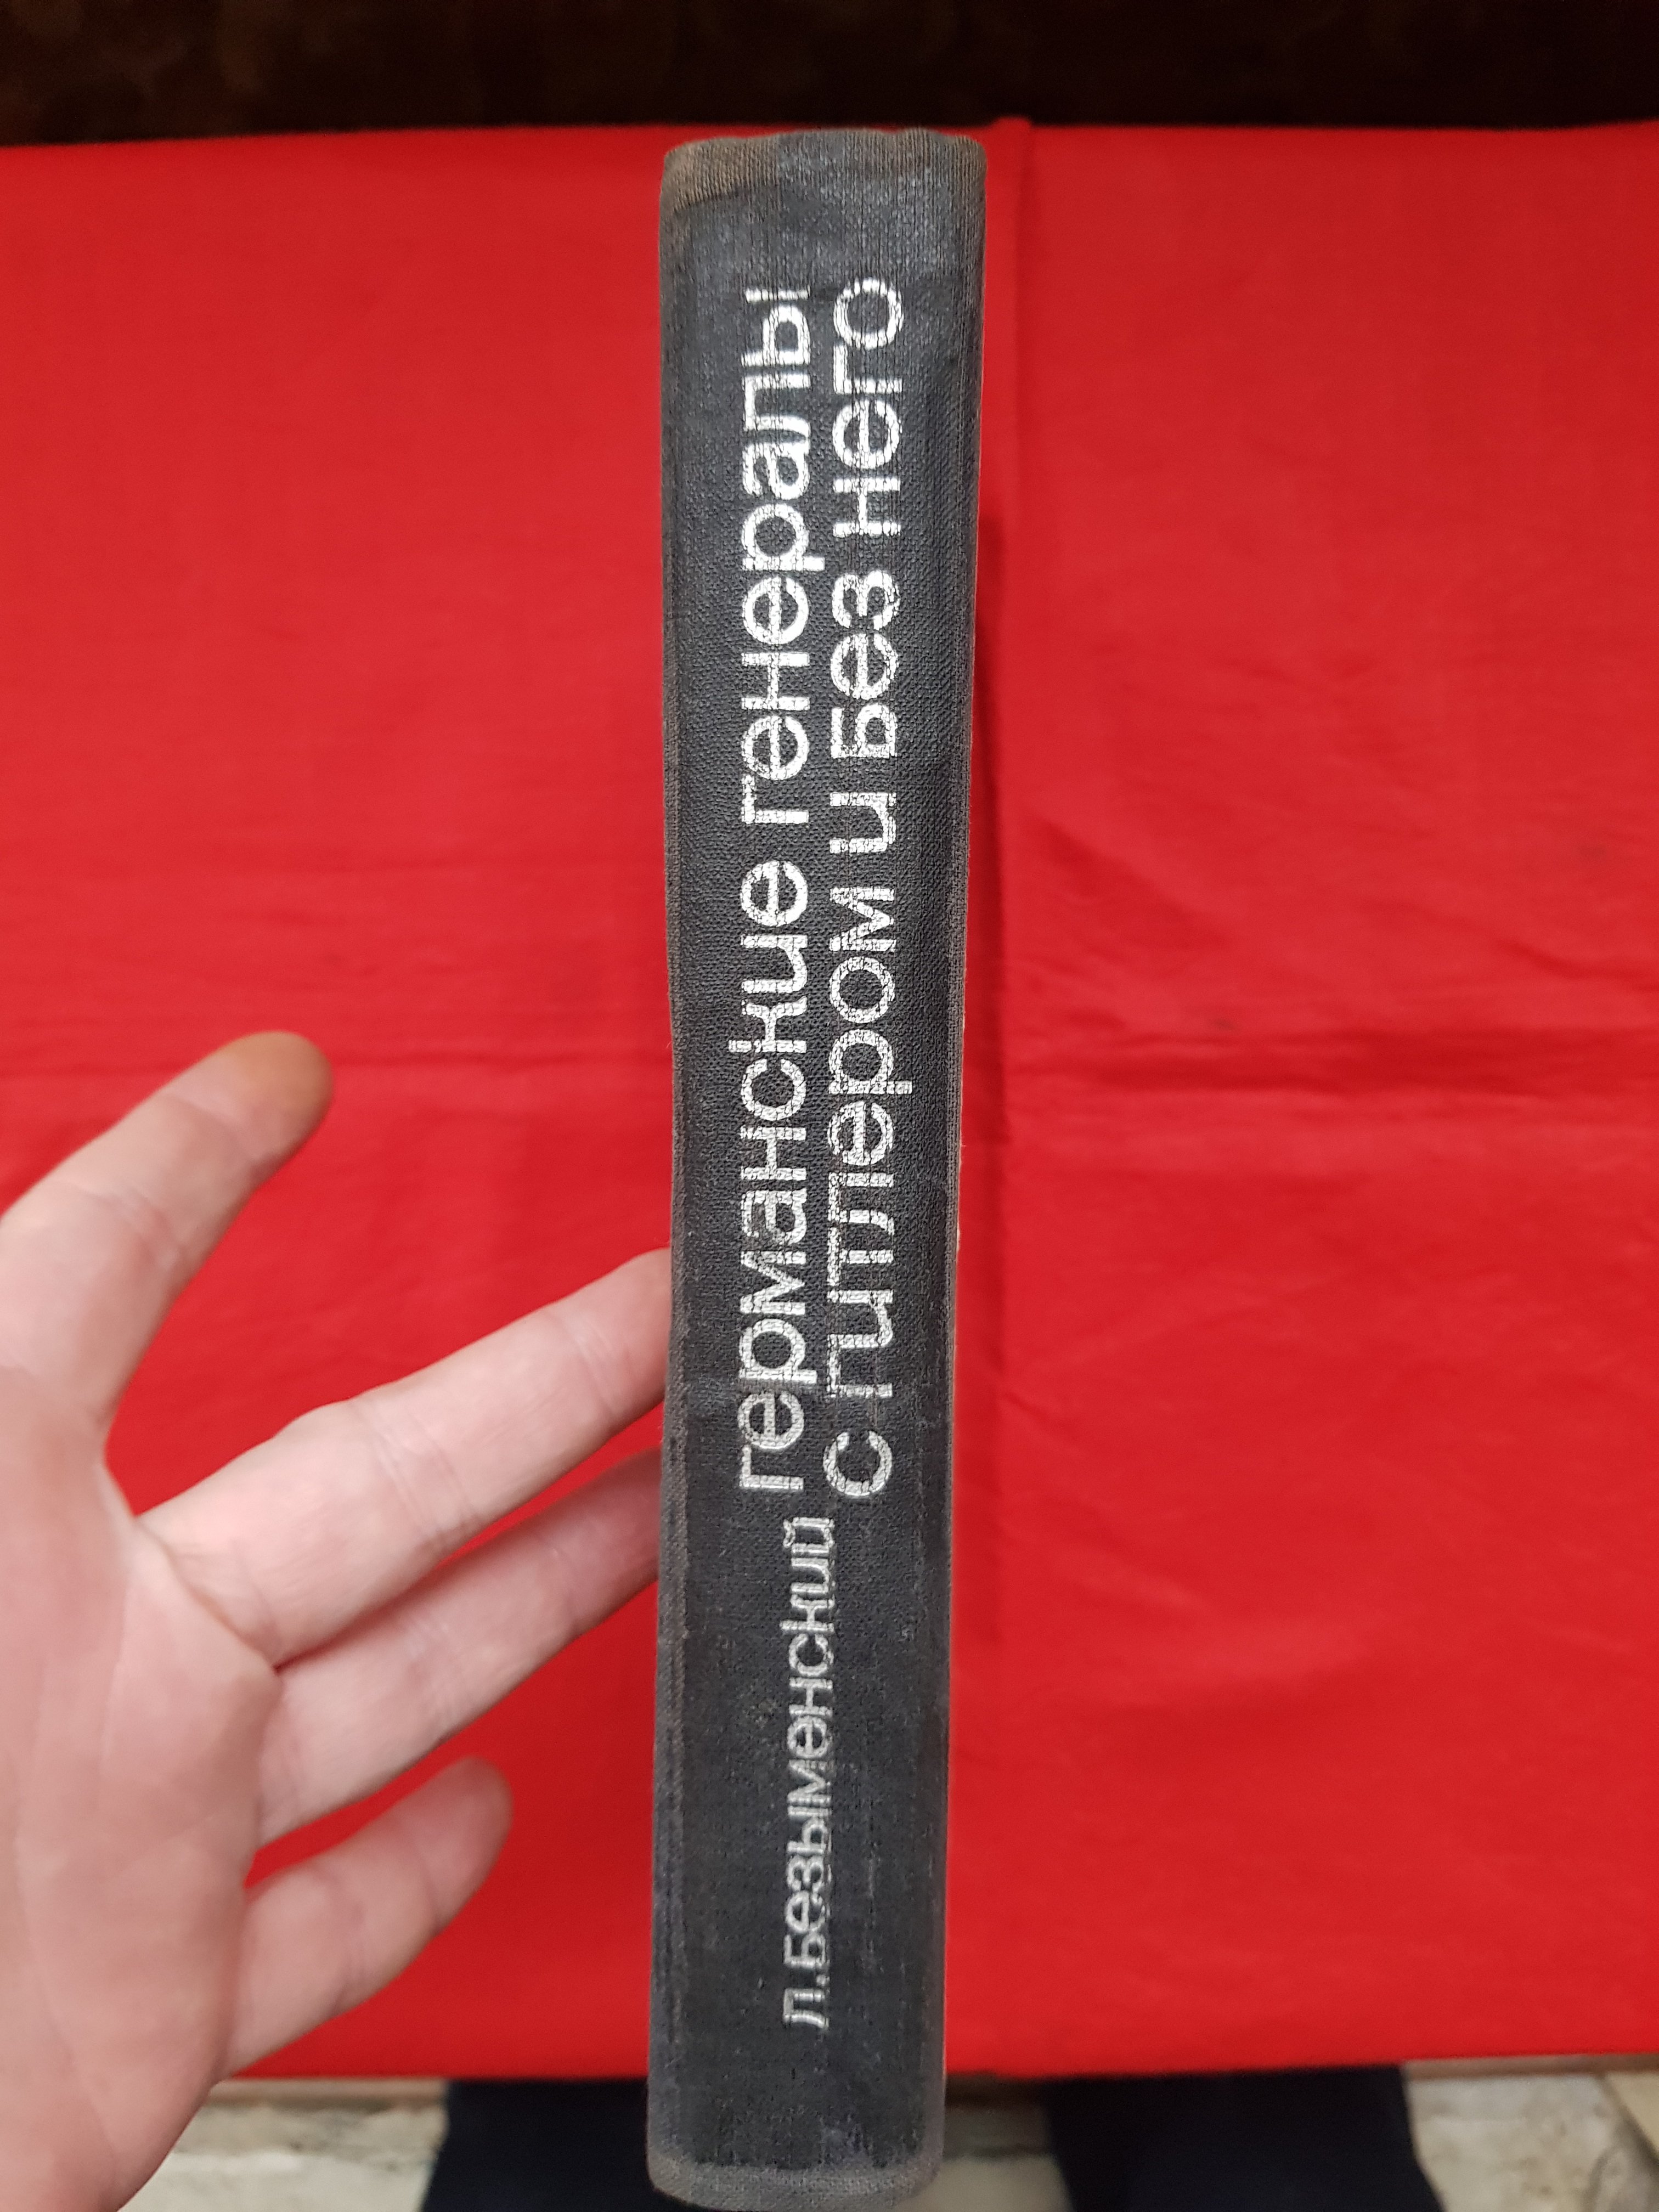 Л. Безыменский
Германские генералы
с Гитлером и без него